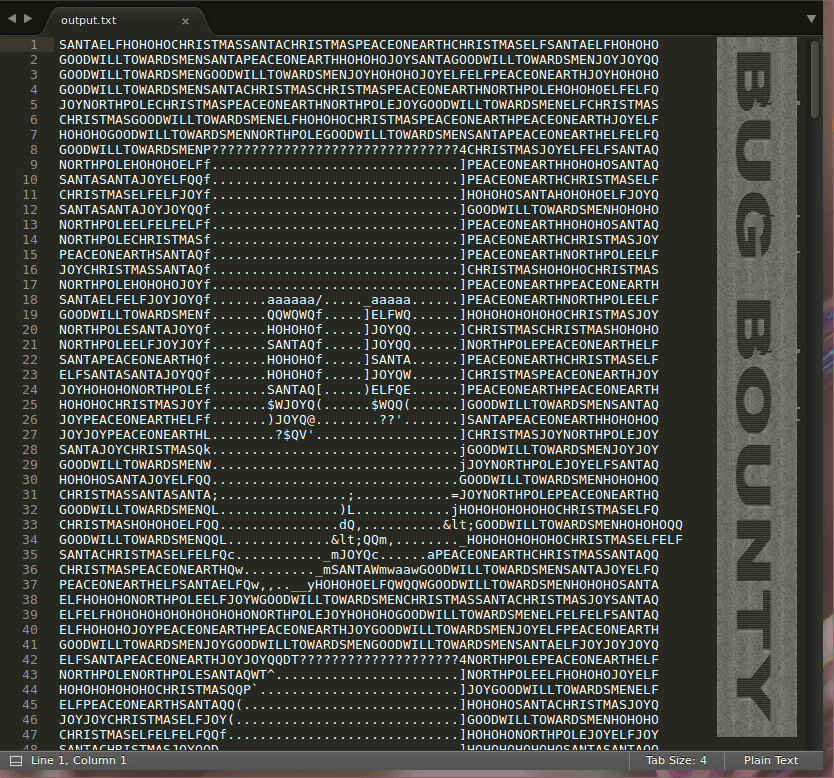 output.txt
1 SANTAELFHOHOHOCHRISTMASSANTACHRISTMASPEACEONEARTHCHRISTMASELFSANTAELFHOHOHO
2 GOODWILLTOWARDSMENSANTAPEACEONEARTHHOHOHOJOYSANTAGOODWILLTOWARDSMENJOYJOYQQ
3 GOODWILLTOWARDSMENGOODWILLTOWARDSMENJOYHOHOHOJOYELFELFPEACEONEARTHJOYHOHOHO
4 GOODWILLTOWARDSMENSANTACHRISTMASCHRISTMASPEACEONEARTHNORTHPOLEHOHOHOELFELFQ
5 JOYNORTHPOLECHRISTMASPEACEONEARTHNORTHPOLEJOYGOODWILLTOWARDSMENELFCHRISTMAS
6 CHRISTMASGOODWILLTOWARDSMENELFHOHOHOCHRISTMASPEACEONEARTHPEACEONEARTHJOYELF
7 HOHOHOGOODWILLTOWARDSMENNORTHPOLEGOODWILLTOWARDSMENSANTAPEACEONEARTHELFELFQ
8 GOODWILLTOWARDSMENP???????????????????????????????4CHRISTMASJOYELFELFSANTAQ
9 NORTHPOLEHOHOHOELFf...............................]PEACEONEARTHHOHOHOSANTAQ
10 SANTASANTAJOYELFQQf...............................]PEACEONEARTHCHRISTMASELF
11 CHRISTMASELFELFJOYf...............................]HOHOHOSANTAHOHOHOELFJOYQ
12 SANTASANTAJOYJOYQQf...............................]GOODWILLTOWARDSMENHOHOHO
13 NORTHPOLEELFELFELFf...............................]PEACEONEARTHHOHOHOSANTAQ
14 NORTHPOLECHRISTMASf...............................]PEACEONEARTHCHRISTMASJOY
15 PEACEONEARTHSANTAQf...............................]PEACEONEARTHNORTHPOLEELF
16 JOYCHRISTMASSANTAQf...............................]CHRISTMASHOHOHOCHRISTMAS
17 NORTHPOLEHOHOHOJOYf...............................]PEACEONEARTHPEACEONEARTH
18 SANTAELFELFJOYJOYQf.......aaaaaa/....._aaaaa......]PEACEONEARTHNORTHPOLEELF
19 GOODWILLTOWARDSMENf.......QQWQWQf.....]ELFWQ......]HOHOHOHOHOHOCHRISTMASJOY
20 NORTHPOLESANTAJOYQf.......HOHOHOf.....]JOYQQ......]CHRISTMASCHRISTMASHOHOHO
21 NORTHPOLEELFJOYJOYf.......SANTAQf.....]JOYQQ......]NORTHPOLEPEACEONEARTHELF
22 SANTAPEACEONEARTHQf.......HOHOHOf.....]SANTA......]PEACEONEARTHCHRISTMASELF
23 ELFSANTASANTAJOYQQf.......HOHOHOf.....]JOYQW......]CHRISTMASPEACEONEARTHJOY
24 JOYHOHOHONORTHPOLEf.......SANTAQ[.....)ELFQE......]PEACEONEARTHPEACEONEARTH
25 HOHOHOCHRISTMASJOYf.......$WJOYQ(......$WQQ(......]GOODWILLTOWARDSMENSANTAQ
26 JOYPEACEONEARTHELFf.......)JOYQ@........??'.......]SANTAPEACEONEARTHHOHOHOQ
27 JOYJOYPEACEONEARTHL........?$QV'..................]CHRISTMASJOYNORTHPOLEJOY
28 SANTAJOYCHRISTMASQk...............................jGOODWILLTOWARDSMENJOYJOY
29 GOODWILLTOWARDSMENW...............................jJOYNORTHPOLEJOYELFSANTAQ
30 HOHOHOSANTAJOYELFQQ...............................GOODWILLTOWARDSMENHOHOHOQ
31 CHRISTMASSANTASANTA;................;............=JOYNORTHPOLEPEACEONEARTHQ
32 GOODWILLTOWARDSMENQL...............)L............jHOHOHOHOHOHOCHRISTMASELFQ
33 CHRISTMASHOHOHOELFQQ...............dQ,..........&lt;GOODWILLTOWARDSMENHOHOHOQQ
34 GOODWILLTOWARDSMENQQL.............&lt;QQm,........_HOHOHOHOHOHOCHRISTMASELFELF
35 SANTACHRISTMASELFELFQc..........._mJOYQc......aPEACEONEARTHCHRISTMASSANTAQQ
36 CHRISTMASPEACEONEARTHQw........._mSANTAWmwaawGOODWILLTOWARDSMENSANTAJOYELFQ
37 PEACEONEARTHELFSANTAELFQw,,..__yHOHOHOELFQWQQWGOODWILLTOWARDSMENHOHOHOSANTA
38 ELFHOHOHONORTHPOLEELFJOYWGOODWILLTOWARDSMENCHRISTMASSANTACHRISTMASJOYSANTAQ
39 ELFELFHOHOHOHOHOHOHOHOHONORTHPOLEJOYHOHOHOGOODWILLTOWARDSMENELFELFELFSANTAQ
40 ELFHOHOHOJOYPEACEONEARTHPEACEONEARTHJOYGOODWILLTOWARDSMENJOYELFPEACEONEARTH
41 GOODWILLTOWARDSMENJOYGOODWILLTOWARDSMENGOODWILLTOWARDSMENSANTAELFJOYJOYJOYQ
42 ELFSANTAPEACEONEARTHJOYJOYQQDT????????????????????4NORTHPOLEPEACEONEARTHELF
43 NORTHPOLENORTHPOLESANTAQWT^.......................]NORTHPOLEELFHOHOHOJOYELF
44 HOHOHOHOHOHOCHRISTMASQQP`.........................]JOYGOODWILLTOWARDSMENELF
45 ELFPEACEONEARTHSANTAQQ(...........................]HOHOHOSANTACHRISTMASJOYQ
46 JOYJOYCHRISTMASELFJOY(............................]GOODWILLTOWARDSMENHOHOHO
47 CHRISTMASELFELFELFQQf.............................]HOHOHONORTHPOLEJOYELFJOY
BUG BOUNTY
Line 1, Column 1
Tab Size: 4
Plain Text